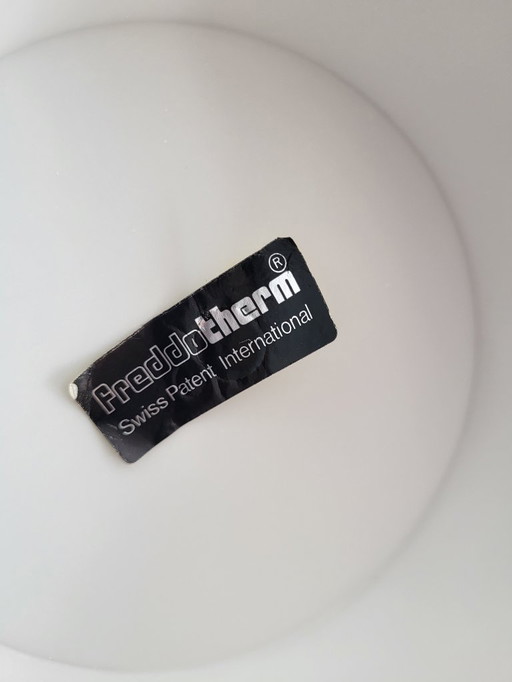 Freddotherm®
Swiss Patent International